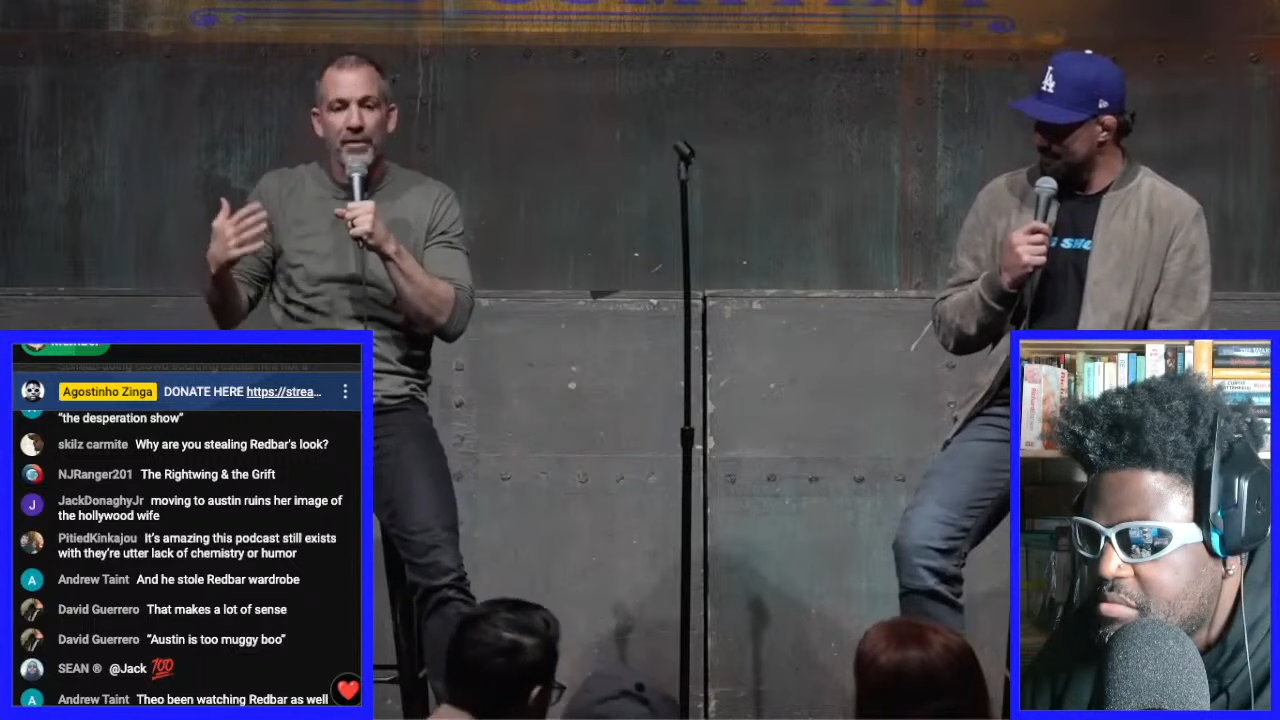 COMPANY
LA
SHO
Agostinho Zinga DONATE HERE https://strea...
"the desperation show"
skilz carmite Why are you stealing Redbar's look?
NJRanger201 The Rightwing & the Grift
J JackDonaghyJr moving to austin ruins her image of
the hollywood wife
PitiedKinkajou It's amazing this podcast still exists
with they're utter lack of chemistry or humor
A Andrew Taint And he stole Redbar wardrobe
David Guerrero That makes a lot of sense
David Guerrero "Austin is too muggy boo"
SEAN ® @Jack 💯
A Andrew Taint Theo been watching Redbar as well